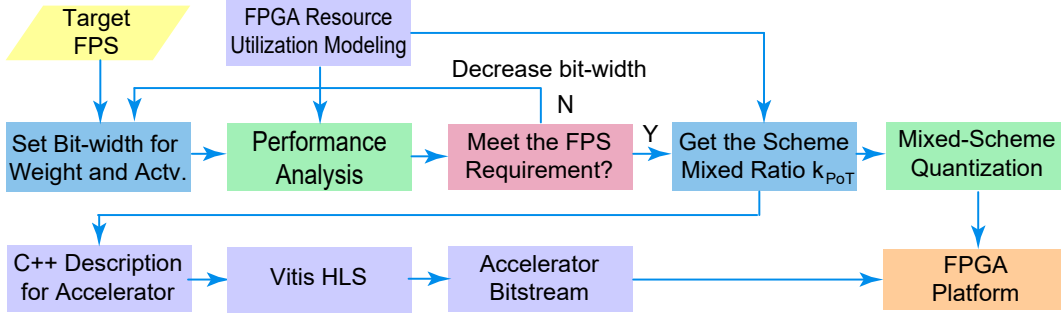 Target
FPS
FPGA Resource
Utilization Modeling
Decrease bit-width
N
Set Bit-width for
Weight and Actv.
Performance
Analysis
Meet the FPS
Requirement?
Y
Get the Scheme
Mixed Ratio k_PoT
Mixed-Scheme
Quantization
C++ Description
for Accelerator
Vitis HLS
Accelerator
Bitstream
FPGA
Platform